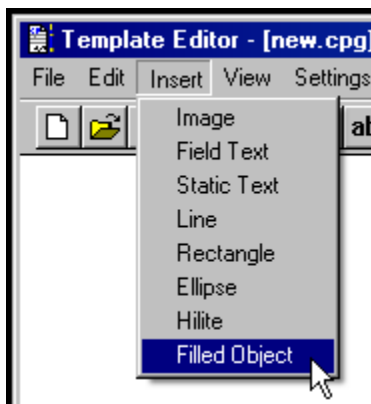 Template Editor - [new.cpg]
File Edit Insert View Settings
Image
Field Text
Static Text
Line
Rectangle
Ellipse
Hilite
Filled Object